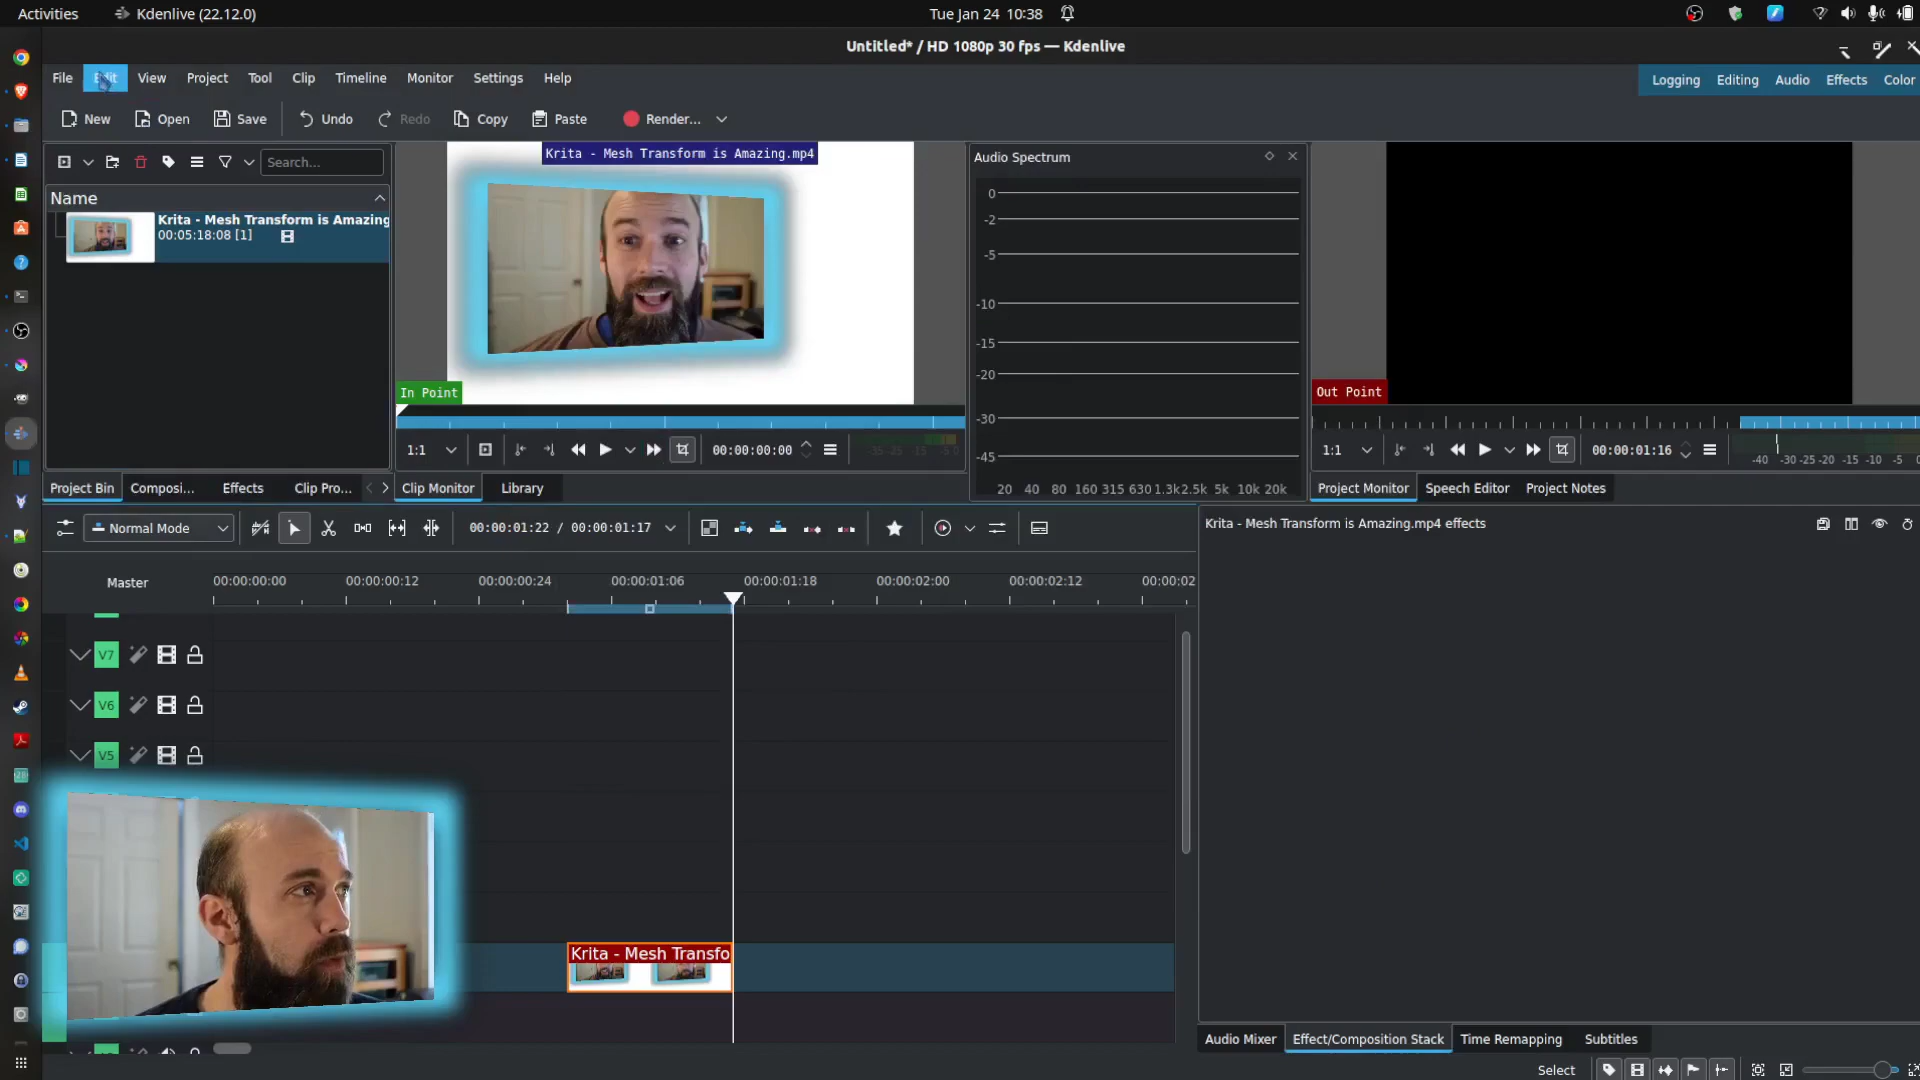 Activities
Kdenlive (22.12.0)
Tue Jan 24 10:38
Untitled* / HD 1080p 30 fps — Kdenlive
File Edit View Project Tool Clip Timeline Monitor Settings Help
Logging Editing Audio Effects Color
New Open Save Undo Redo Copy Paste Render...
Search...
Name
Krita - Mesh Transform is Amazing
00:05:18:08 [1]
Krita - Mesh Transform is Amazing.mp4
In Point
Audio Spectrum
0
-2
-5
-10
-15
-20
-30
-45
20 40 80 160 315 630 1.3k 2.5k 5k 10k 20k
Out Point
1:1
00:00:00:00
-35 -25 -15 -5 0
1:1
00:00:01:16
-40 -30 -25 -20 -15 -10 -5
Project Bin Composi... Effects Clip Pro...
Clip Monitor Library
Project Monitor Speech Editor Project Notes
Normal Mode
00:00:01:22 / 00:00:01:17
Krita - Mesh Transform is Amazing.mp4 effects
Master
00:00:00:00 00:00:00:12 00:00:00:24 00:00:01:06 00:00:01:18 00:00:02:00 00:00:02:12 00:00:02
V7
V6
V5
Krita - Mesh Transfo
Audio Mixer Effect/Composition Stack Time Remapping Subtitles
Select